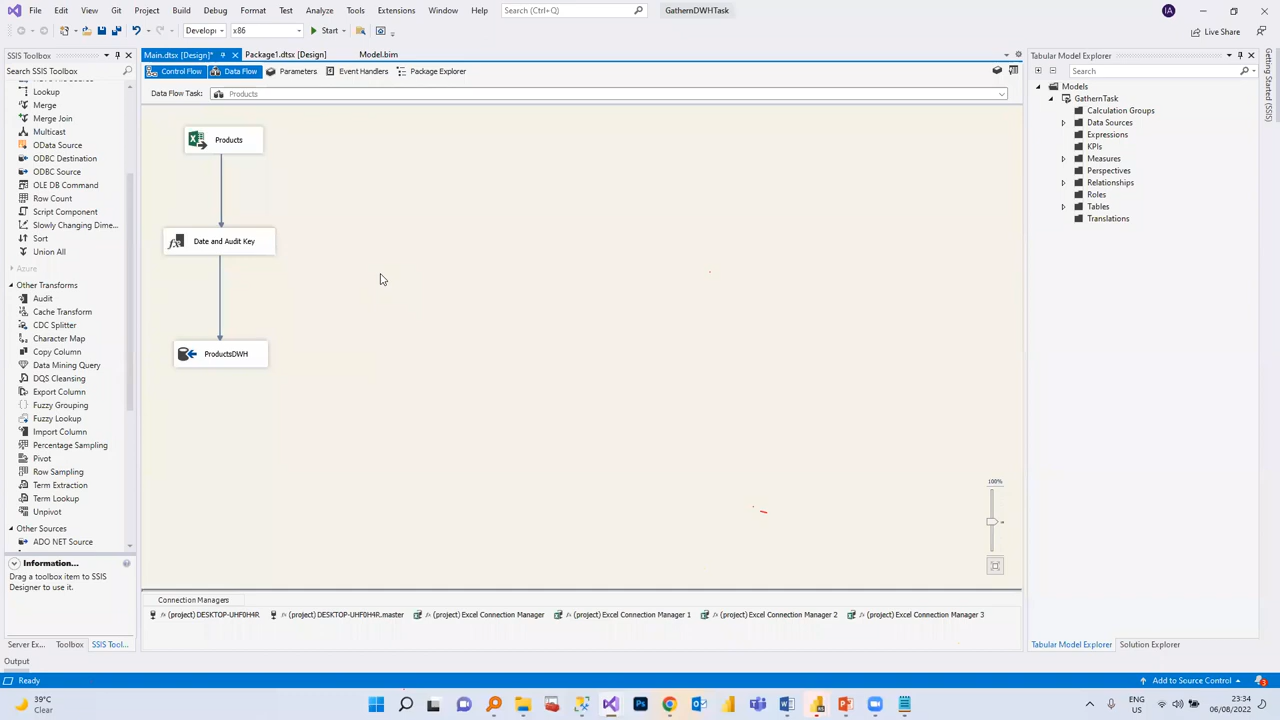 File Edit View Git Project Build Debug Format Test Analyze Tools Extensions Window Help Search (Ctrl+Q) GathernDWHTask IA
Develop x86 Start Live Share
SSIS Toolbox
Search SSIS Toolbox
Lookup
Merge
Merge Join
Multicast
OData Source
ODBC Destination
ODBC Source
OLE DB Command
Row Count
Script Component
Slowly Changing Dime...
Sort
Union All
Azure
Other Transforms
Audit
Cache Transform
CDC Splitter
Character Map
Copy Column
Data Mining Query
DQS Cleansing
Export Column
Fuzzy Grouping
Fuzzy Lookup
Import Column
Percentage Sampling
Pivot
Row Sampling
Term Extraction
Term Lookup
Unpivot
Other Sources
ADO NET Source
Information...
Drag a toolbox item to SSIS
Designer to use it.
Server Ex... Toolbox SSIS Tool...
Main.dtsx [Design]* Package1.dtsx [Design] Model.bim
Control Flow Data Flow Parameters Event Handlers Package Explorer
Data Flow Task: Products
Products
fx Date and Audit Key
ProductsDWH
100%
Connection Managers
(project) DESKTOP-UHF0H4R. (project) DESKTOP-UHF0H4R.master (project) Excel Connection Manager (project) Excel Connection Manager 1 (project) Excel Connection Manager 2 (project) Excel Connection Manager 3
Tabular Model Explorer
Search
Models
GathernTask
Calculation Groups
Data Sources
Expressions
KPIs
Measures
Perspectives
Relationships
Roles
Tables
Translations
Tabular Model Explorer Solution Explorer
Getting Started (SSIS)
Output
Ready Add to Source Control
39°C
Clear
ENG
US
23:34
06/08/2022